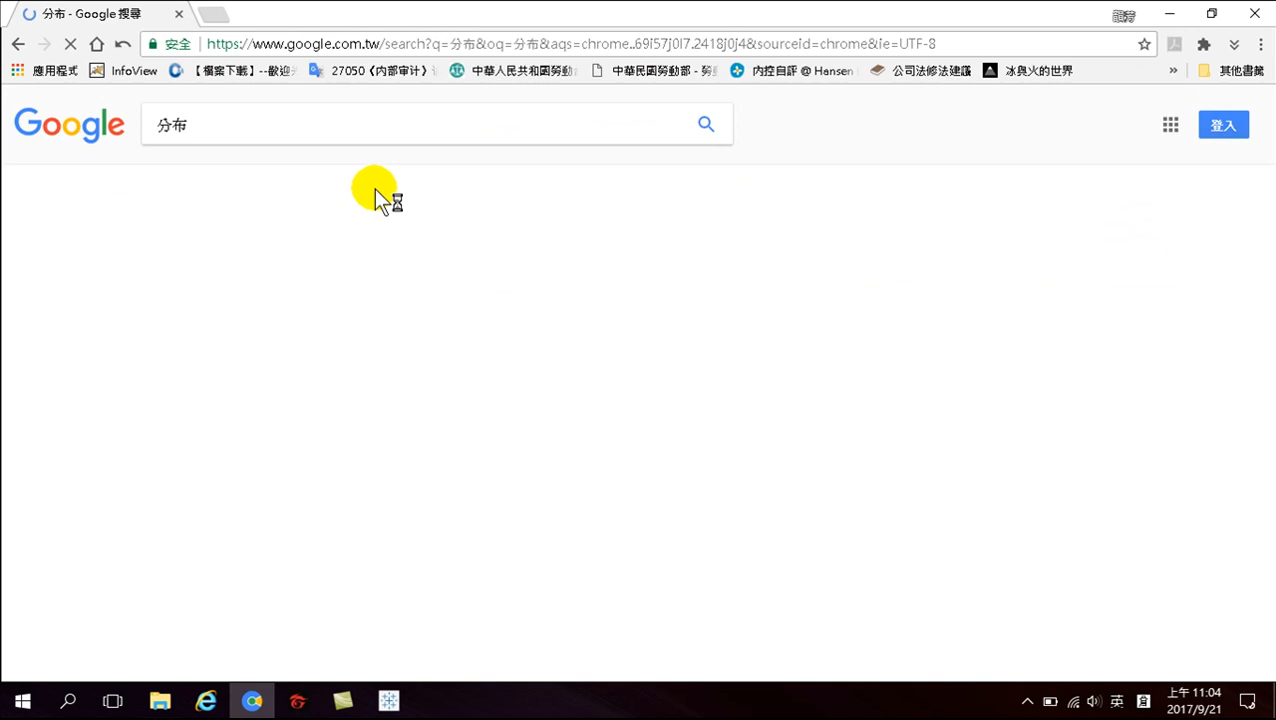 分布 - Google 搜尋
安全 https://www.google.com.tw/search?q=分布&oq=分布&aqs=chrome..69i57j0l7.2418j0j4&sourceid=chrome&ie=UTF-8
應用程式 InfoView 【檔案下載】--歡迎光 27050《内部审计》 中華人民共和國勞動 中華民國勞動部 - 勞 內控自評 @ Hansen 公司法修法建議 冰與火的世界 » 其他書籤
Google 分布 登入
英
上午 11:04
2017/9/21